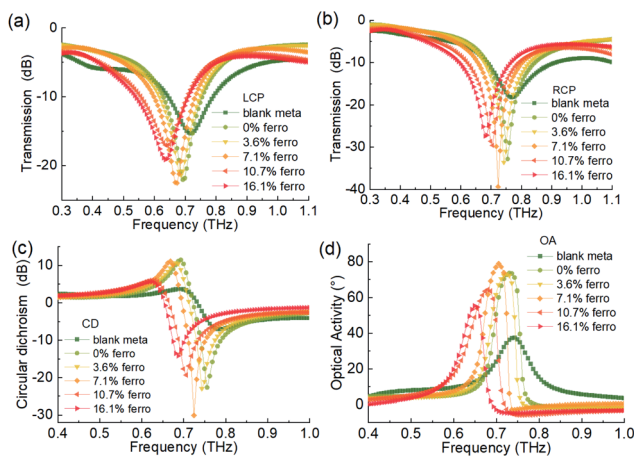 (a)
Transmission (dB)
-5
-10
-15
-20
LCP
blank meta
0% ferro
3.6% ferro
7.1% ferro
10.7% ferro
16.1% ferro
0.3 0.4 0.5 0.6 0.7 0.8 0.9 1.0 1.1
Frequency (THz)
(b)
Transmission (dB)
0
-10
-20
-30
-40
RCP
blank meta
0% ferro
3.6% ferro
7.1% ferro
10.7% ferro
16.1% ferro
0.3 0.4 0.5 0.6 0.7 0.8 0.9 1.0 1.1
Frequency (THz)
(c)
Circular dichroism (dB)
10
0
-10
-20
-30
CD
blank meta
0% ferro
3.6% ferro
7.1% ferro
10.7% ferro
16.1% ferro
0.4 0.5 0.6 0.7 0.8 0.9 1.0
Frequency (THz)
(d)
Optical Activity (°)
80
60
40
20
0
OA
blank meta
0% ferro
3.6% ferro
7.1% ferro
10.7% ferro
16.1% ferro
0.4 0.5 0.6 0.7 0.8 0.9 1.0
Frequency (THz)